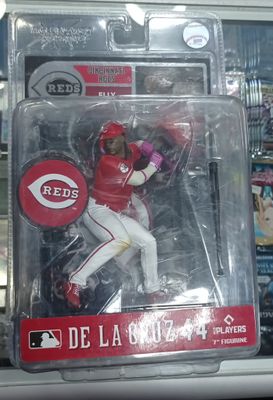 REDS
CINCINNATI
REDS
ELLY
REDS
DE LA CRUZ 44
PLAYERS
7" FIGURINE